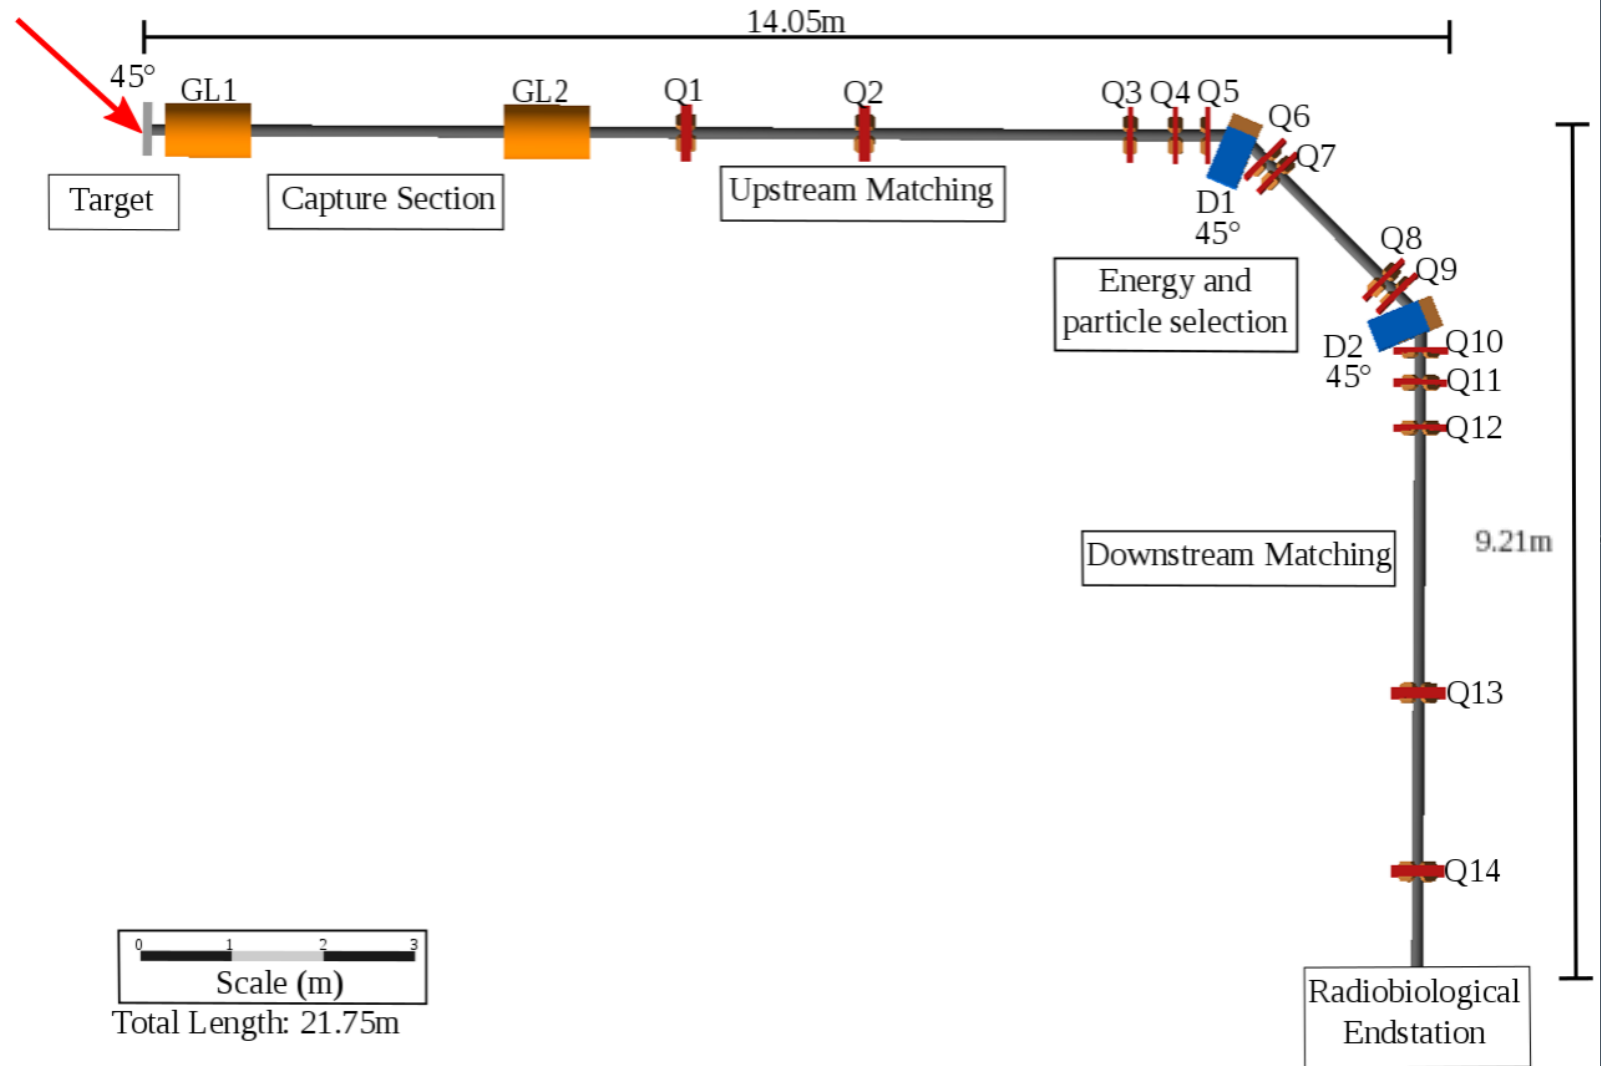 14.05m
45°
GL1
GL2
Q1
Q2
Q3
Q4
Q5
Q6
Q7
Target
Capture Section
Upstream Matching
D1
45°
Q8
Q9
Energy and
particle selection
D2
45°
Q10
Q11
Q12
Downstream Matching
9.21m
Q13
Q14
0
1
2
3
Scale (m)
Total Length: 21.75m
Radiobiological
Endstation